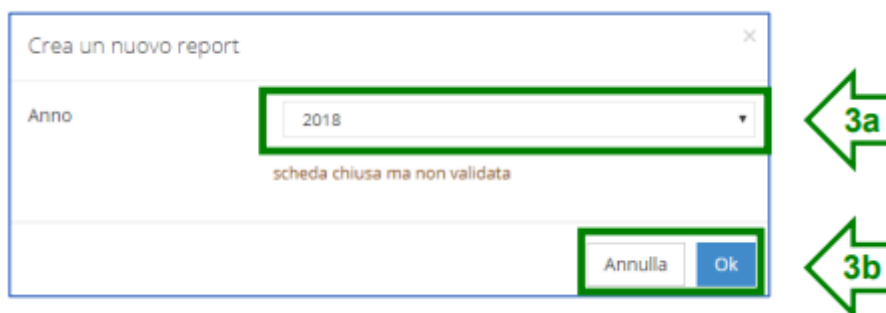 Crea un nuovo report ×
Anno 2018 3a
scheda chiusa ma non validata
Annulla Ok 3b